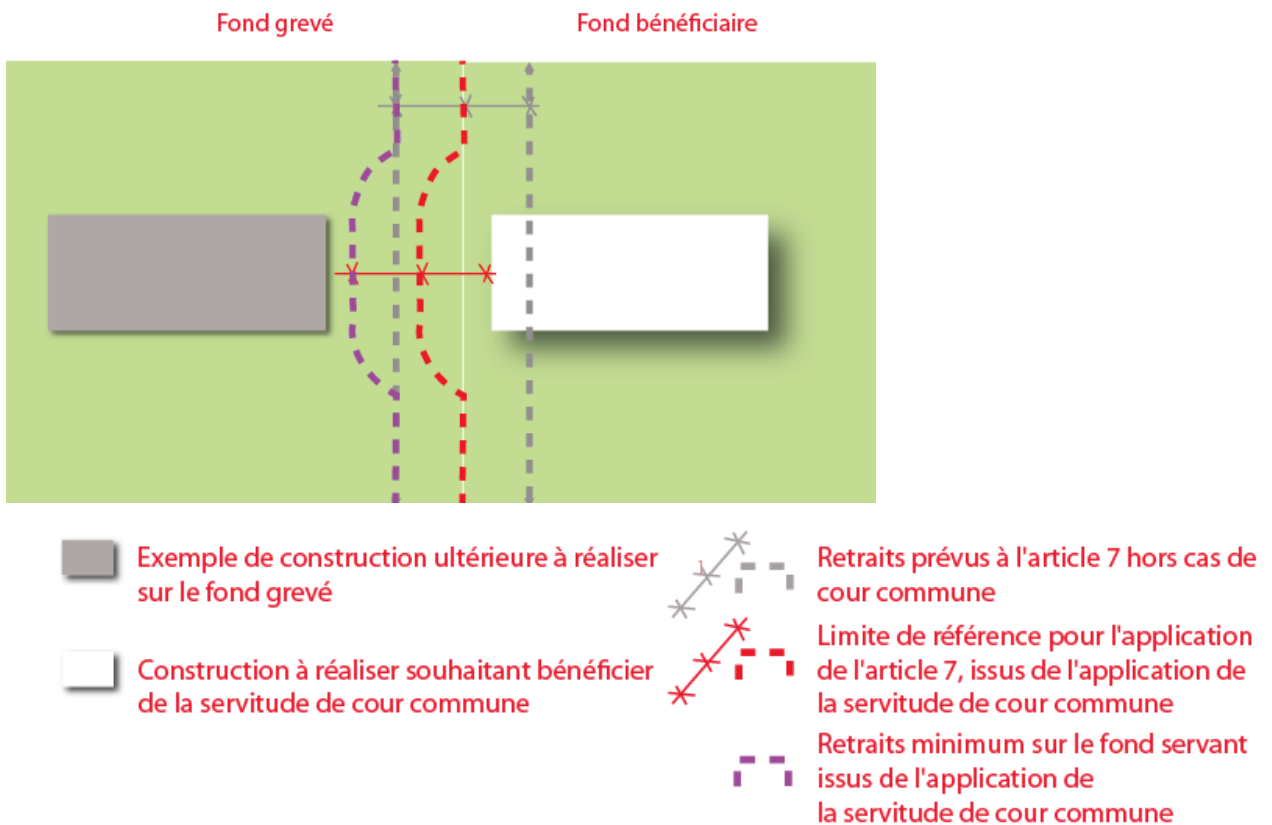 Fond grevé
Fond bénéficiaire
Exemple de construction ultérieure à réaliser
sur le fond grevé
Construction à réaliser souhaitant bénéficier
de la servitude de cour commune
Retraits prévus à l'article 7 hors cas de
cour commune
Limite de référence pour l'application
de l'article 7, issus de l'application de
la servitude de cour commune
Retraits minimum sur le fond servant
issus de l'application de
la servitude de cour commune